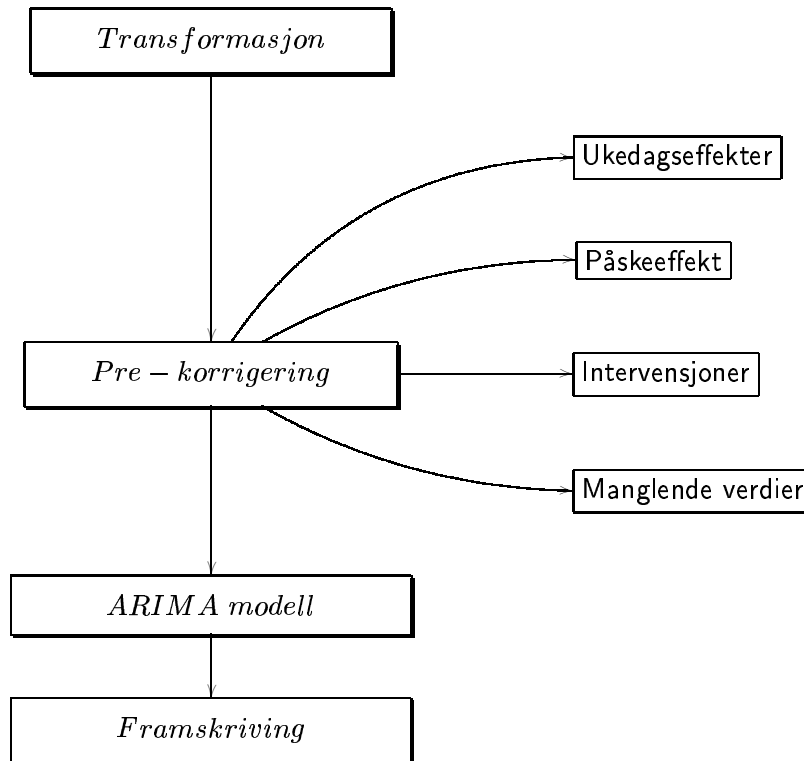 Transformasjon
Ukedagseffekter
Påskeeffekt
Pre – korrigering
Intervensjoner
Manglende verdier
ARIMA modell
Framskriving